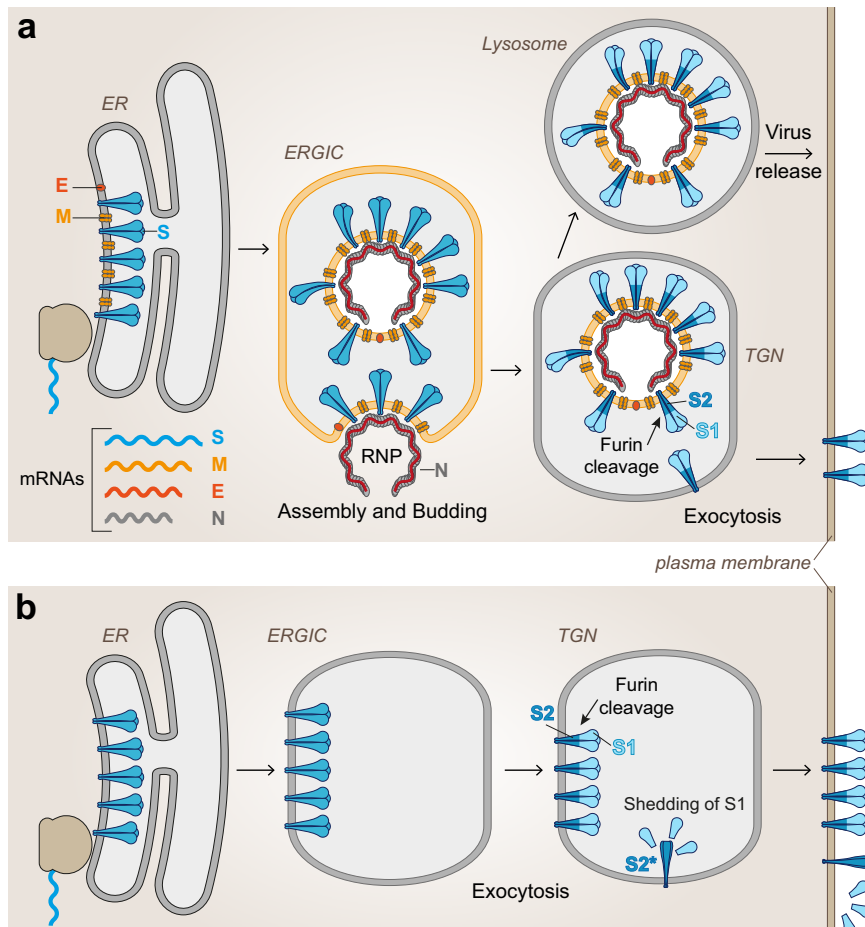 a
Lysosome
ER
ERGIC
Virus
release
E
M
S
TGN
S2
S1
Furin
cleavage
RNP
N
S
M
E
N
mRNAs
Assembly and Budding
Exocytosis
plasma membrane
b
ER
ERGIC
TGN
Furin
cleavage
S2
S1
Shedding of S1
S2*
Exocytosis